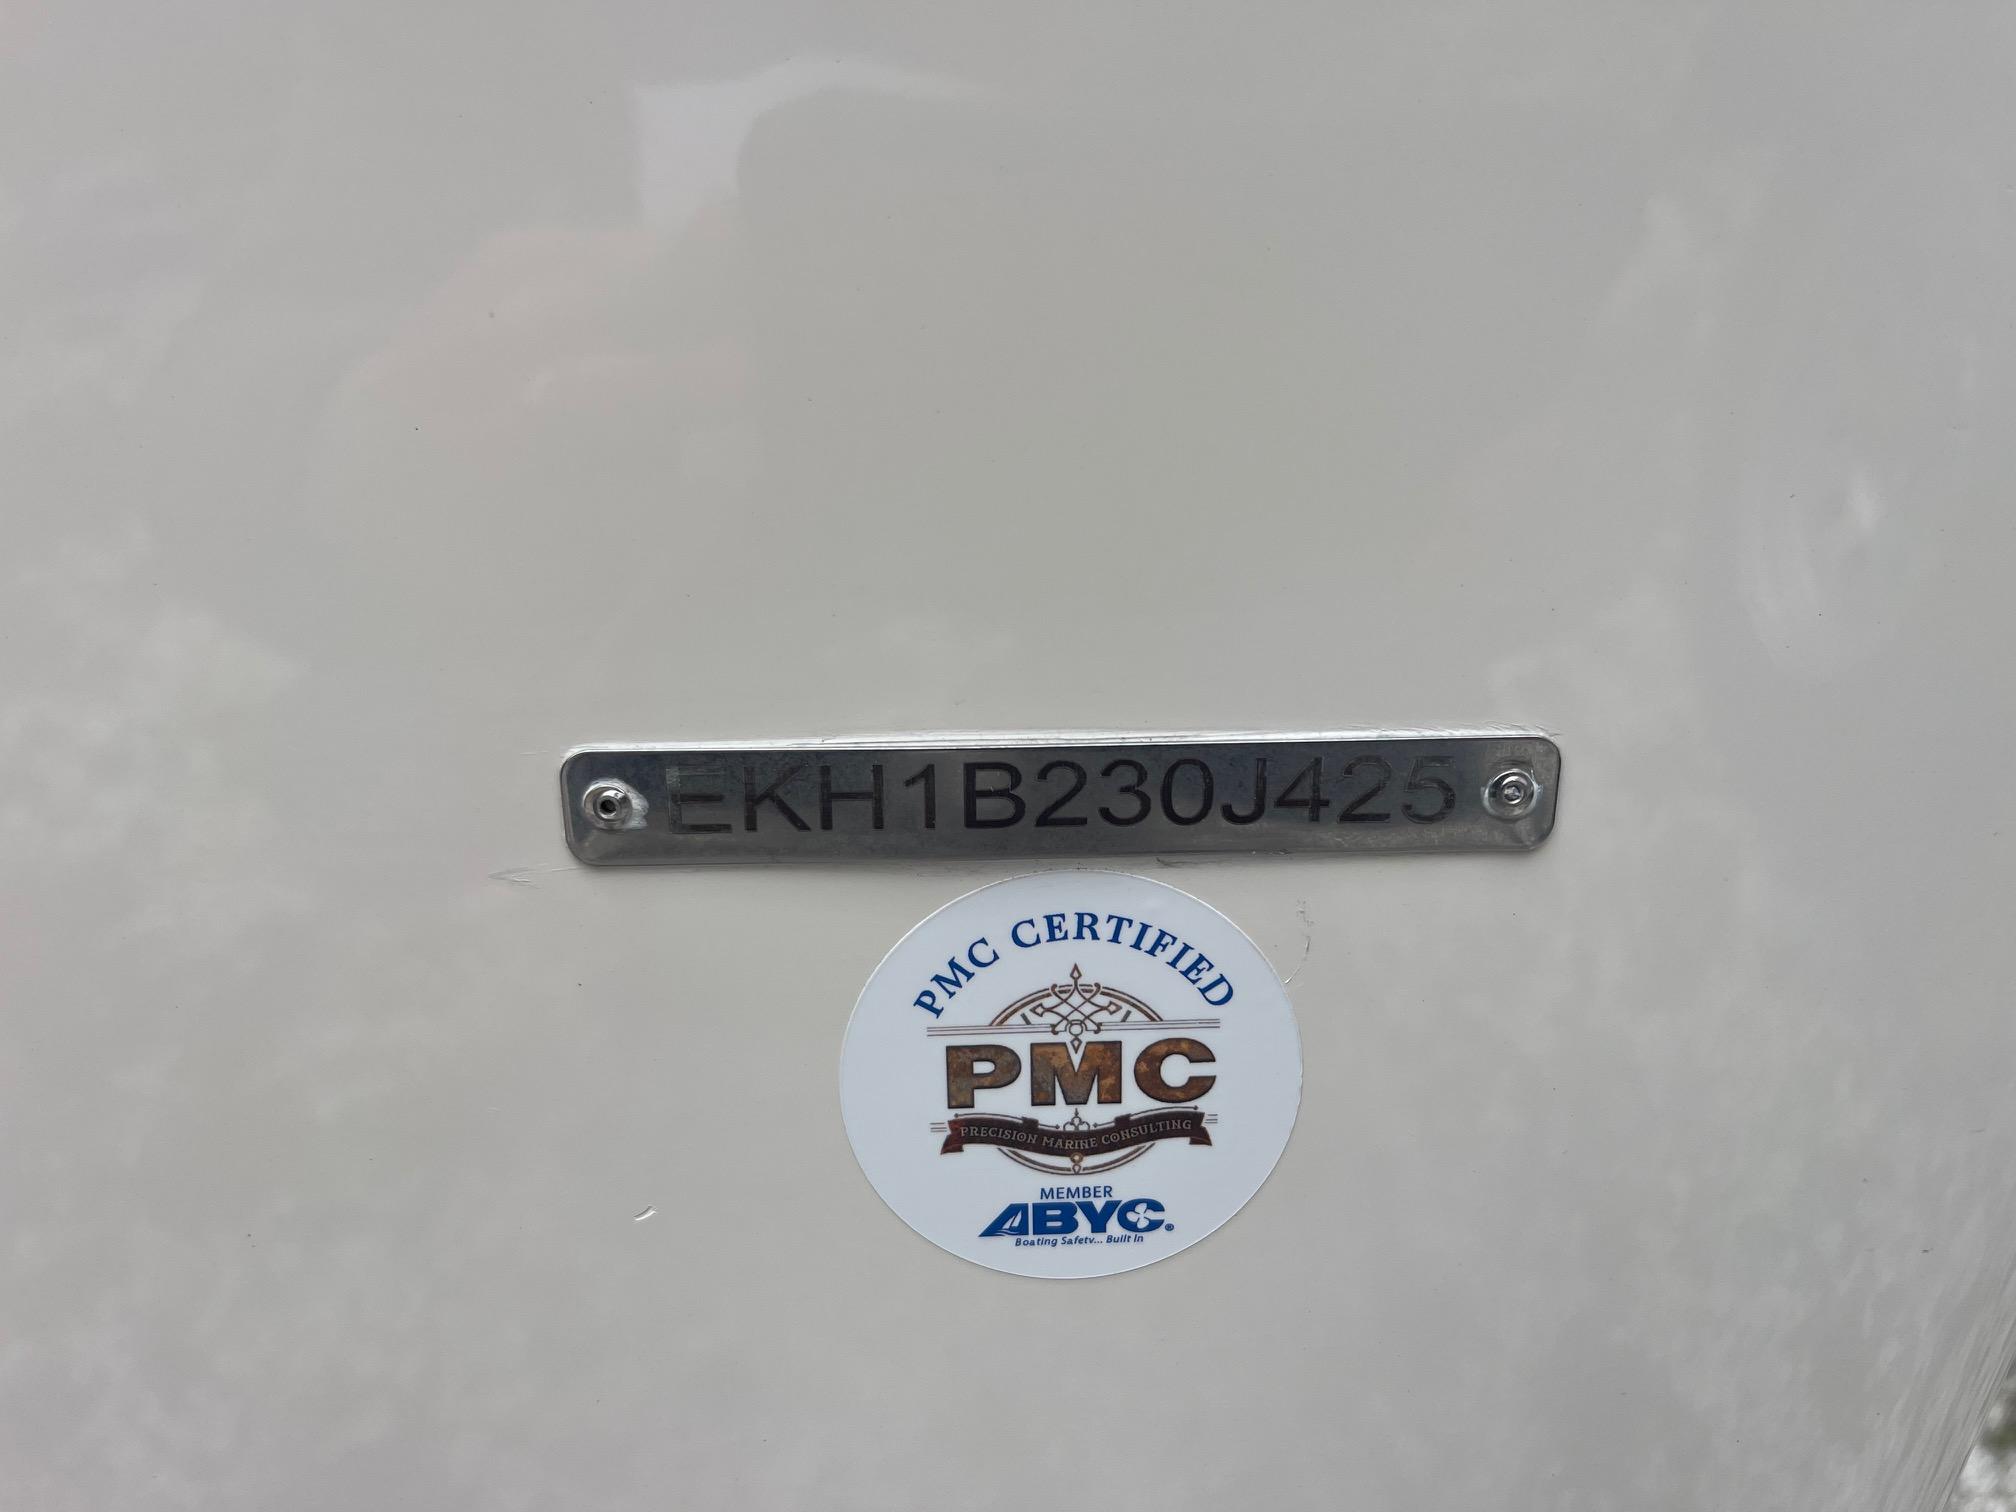 EKH1B230J425
PMC CERTIFIED
PMC
PRECISION MARINE CONSULTING
MEMBER
ABYC®
Boating Safety... Built In